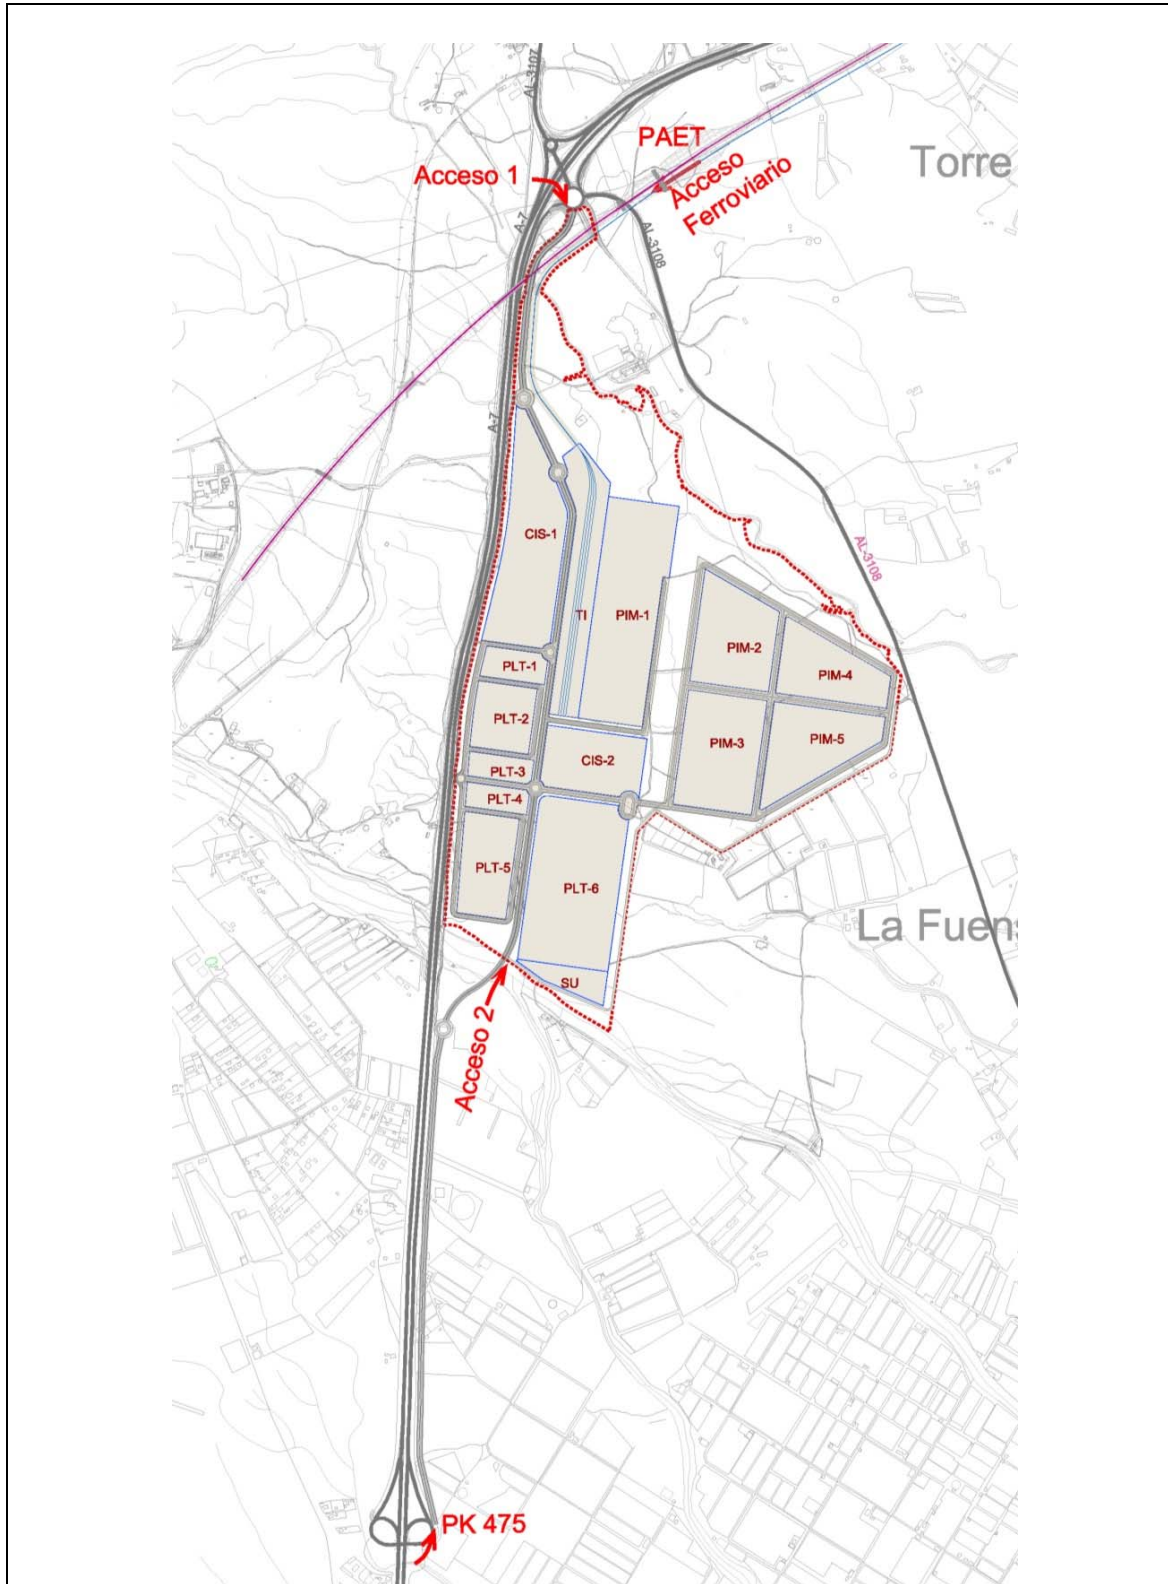 AL-3107
PAET
Torre
Acceso 1
Acceso
Ferroviario
A-7
AL-3108
A-7
CIS-1
AL-3108
TI
PIM-1
PIM-2
PLT-1
PIM-4
PLT-2
PIM-3
PIM-5
CIS-2
PLT-3
PLT-4
PLT-5
PLT-6
La Fuens
SU
Acceso 2
PK 475